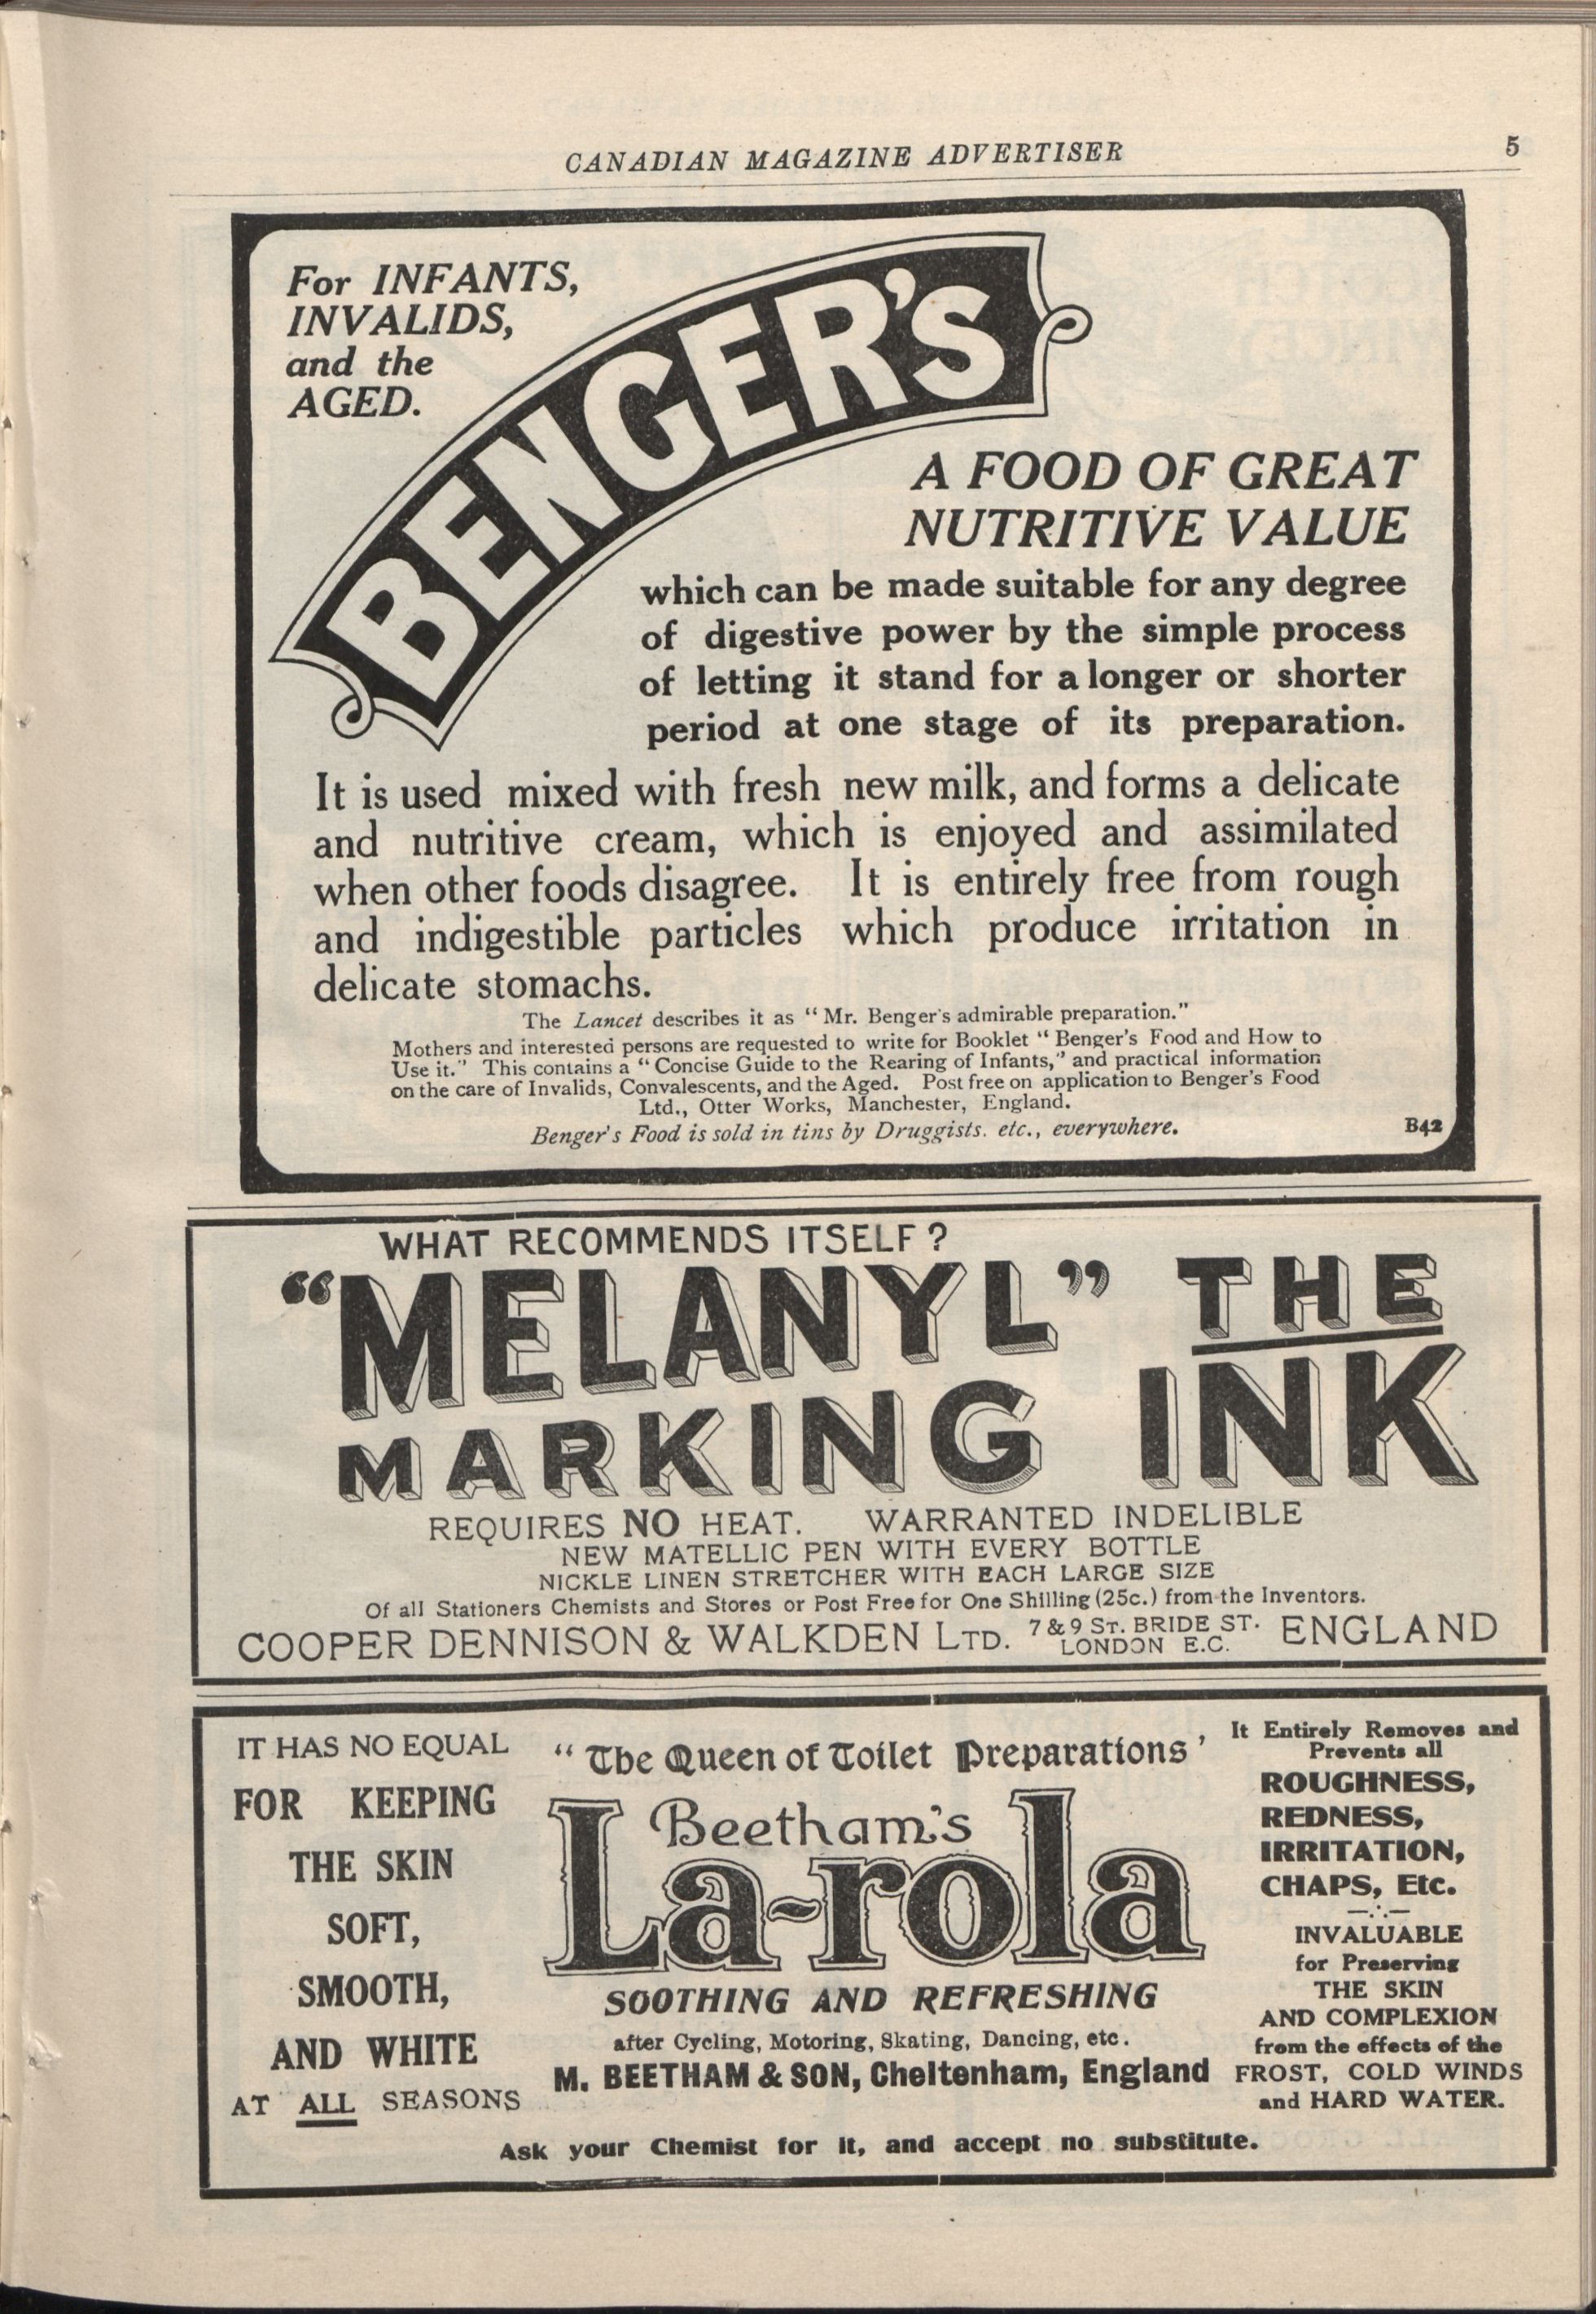 CANADIAN MAGAZINE ADVERTISER 5
For INFANTS,
INVALIDS,
and the
AGED.
BENGER'S
A FOOD OF GREAT
NUTRITIVE VALUE
which can be made suitable for any degree
of digestive power by the simple process
of letting it stand for a longer or shorter
period at one stage of its preparation.
It is used mixed with fresh new milk, and forms a delicate
and nutritive cream, which is enjoyed and assimilated
when other foods disagree. It is entirely free from rough
and indigestible particles which produce irritation in
delicate stomachs.
The Lancet describes it as "Mr. Benger's admirable preparation."
Mothers and interested persons are requested to write for Booklet "Benger's Food and How to
Use it." This contains a "Concise Guide to the Rearing of Infants," and practical information
on the care of Invalids, Convalescents, and the Aged. Post free on application to Benger's Food
Ltd., Otter Works, Manchester, England.
Benger's Food is sold in tins by Druggists. etc., everywhere. B42
WHAT RECOMMENDS ITSELF?
"MELANYL" THE
MARKING INK
REQUIRES NO HEAT. WARRANTED INDELIBLE
NEW MATELLIC PEN WITH EVERY BOTTLE
NICKLE LINEN STRETCHER WITH EACH LARGE SIZE
Of all Stationers Chemists and Stores or Post Free for One Shilling (25c.) from the Inventors.
COOPER DENNISON & WALKDEN LTD. 7 & 9 ST. BRIDE ST. LONDON E.C. ENGLAND
IT HAS NO EQUAL
FOR KEEPING
THE SKIN
SOFT,
SMOOTH,
AND WHITE
AT ALL SEASONS
"The Queen of Toilet Preparations'
Beetham's
La-rola
SOOTHING AND REFRESHING
after Cycling, Motoring, Skating, Dancing, etc.
M. BEETHAM & SON, Cheltenham, England
It Entirely Removes and
Prevents all
ROUGHNESS,
REDNESS,
IRRITATION,
CHAPS, Etc.
INVALUABLE
for Preserving
THE SKIN
AND COMPLEXION
from the effects of the
FROST, COLD WINDS
and HARD WATER.
Ask your Chemist for it, and accept no substitute.